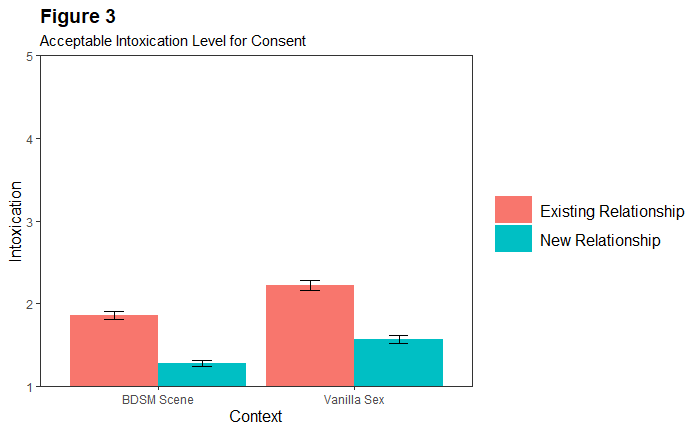 Figure 3
Acceptable Intoxication Level for Consent
5
4
3
2
1
Intoxication
BDSM Scene
Vanilla Sex
Context
Existing Relationship
New Relationship